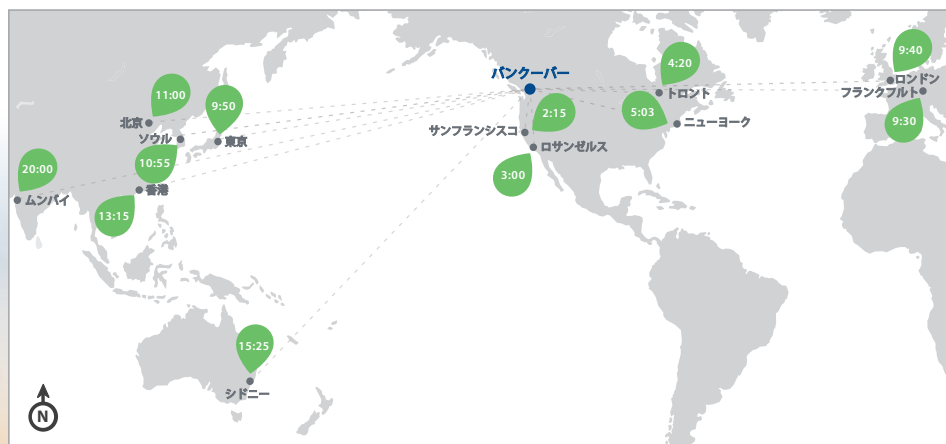 9:40
4:20
ロンドン
バンクーバー
フランクフルト
トロント
11:00
9:50
2:15
5:03
9:30
北京
ニューヨーク
サンフランシスコ
ソウル
東京
ロサンゼルス
10:55
20:00
3:00
香港
ムンバイ
13:15
15:25
シドニー
N